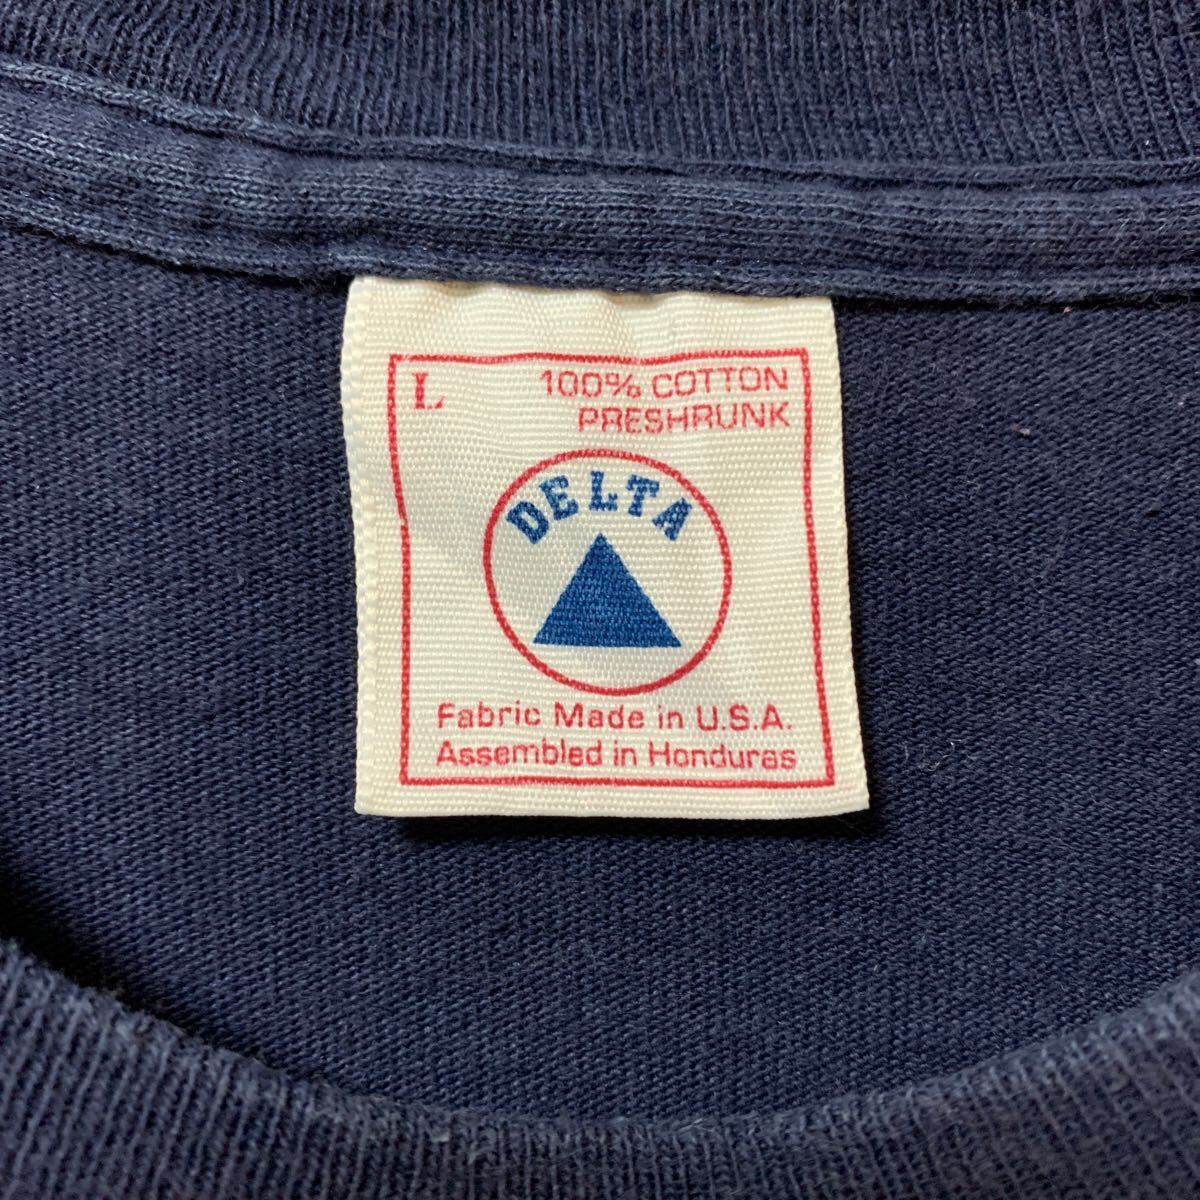 L
100% COTTON
PRESHRUNK
DELTA
Fabric Made in U.S.A.
Assembled in Honduras